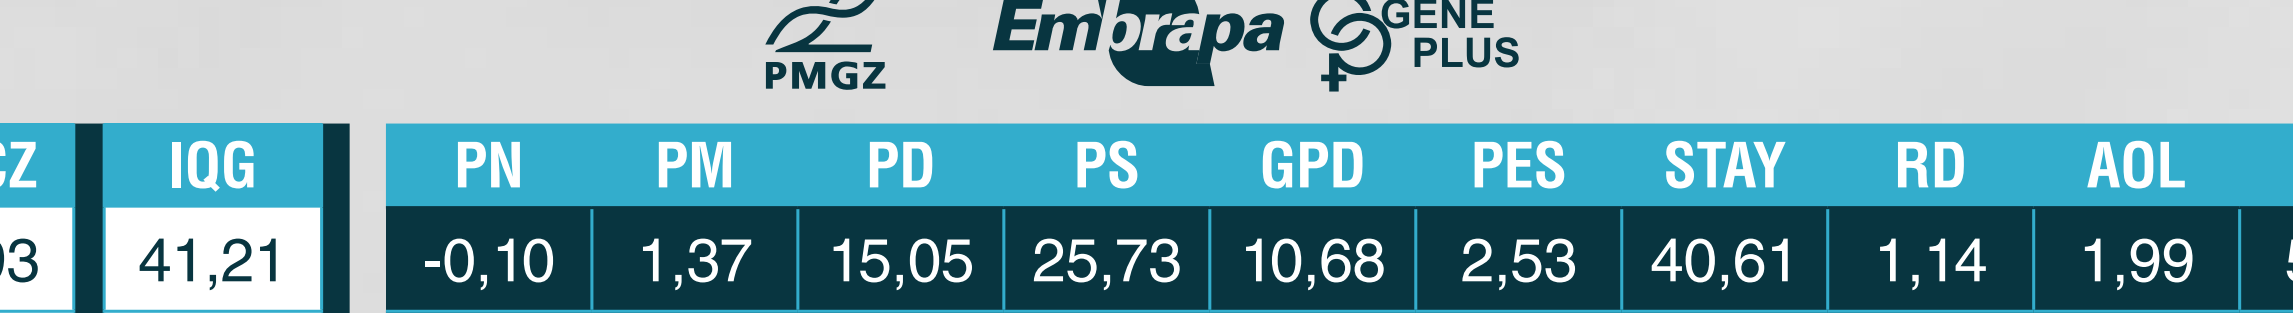 PMGZ Embrapa GENE PLUS
CZ IQG PN PM PD PS GPD PES STAY RD AOL
41,21 -0,10 1,37 15,05 25,73 10,68 2,53 40,61 1,14 1,99